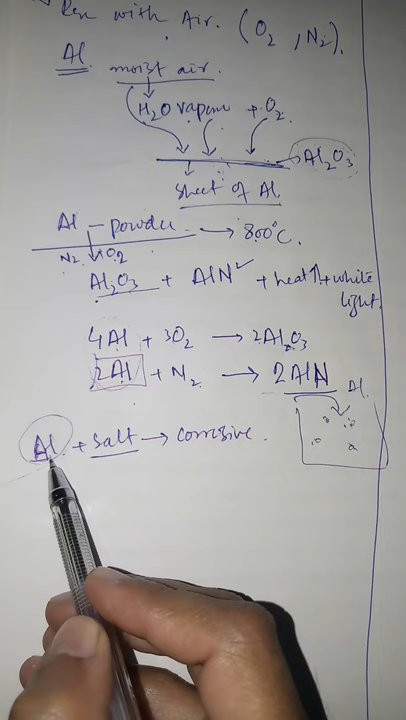 Rxn with Air. (O2, N2).
Al moist air.
H2O vapour + O2.
Al2O3
Sheet of Al.
Al - powder → 800°C.
N2 O2
Al2O3 + AlN + heat + white light.
4Al + 3O2 → 2Al2O3
2Al + N2 → 2AlN
Al.
Al + Salt → corrosive.